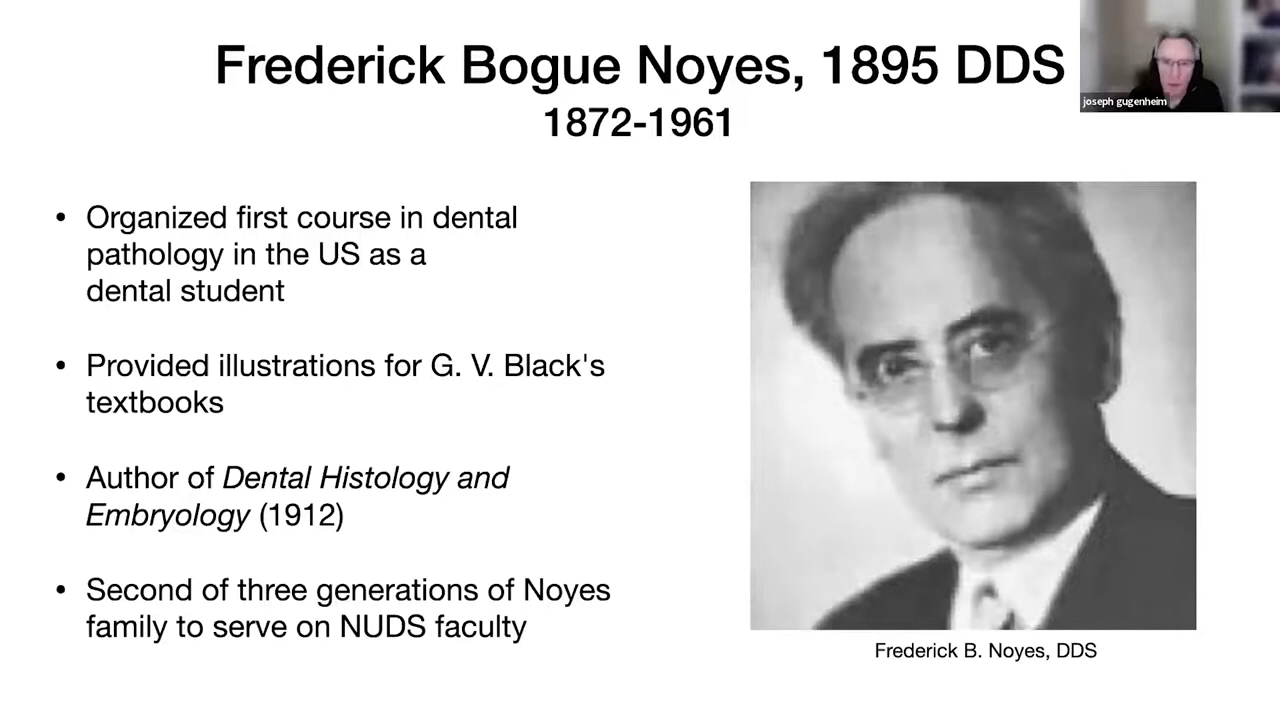 Frederick Bogue Noyes, 1895 DDS
1872-1961
joseph gugenheim
• Organized first course in dental
pathology in the US as a
dental student
• Provided illustrations for G. V. Black's
textbooks
• Author of Dental Histology and
Embryology (1912)
• Second of three generations of Noyes
family to serve on NUDS faculty
Frederick B. Noyes, DDS